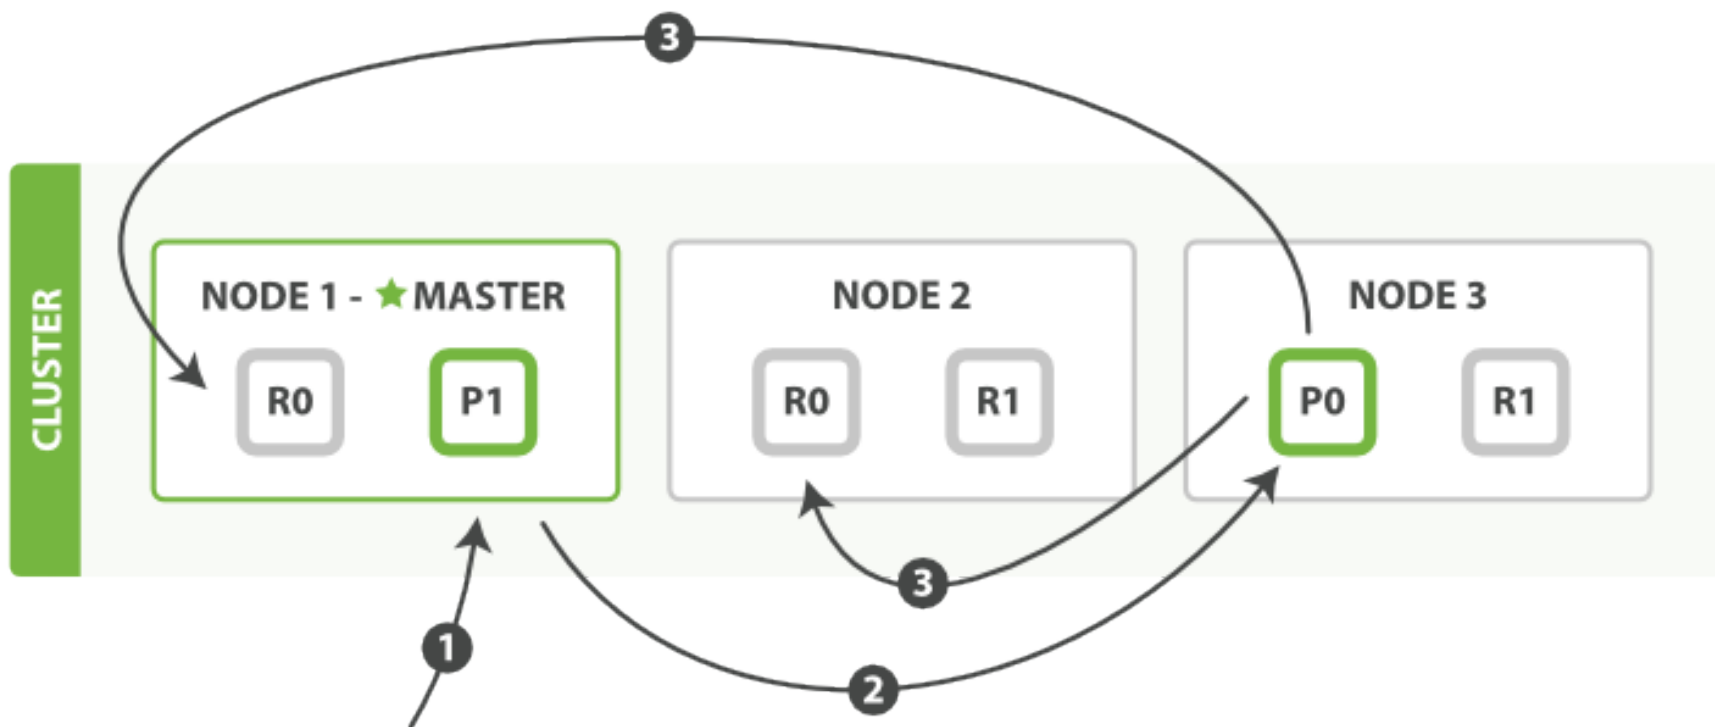 3
CLUSTER
NODE 1 - ★MASTER
R0
P1
NODE 2
R0
R1
NODE 3
P0
R1
3
1
2